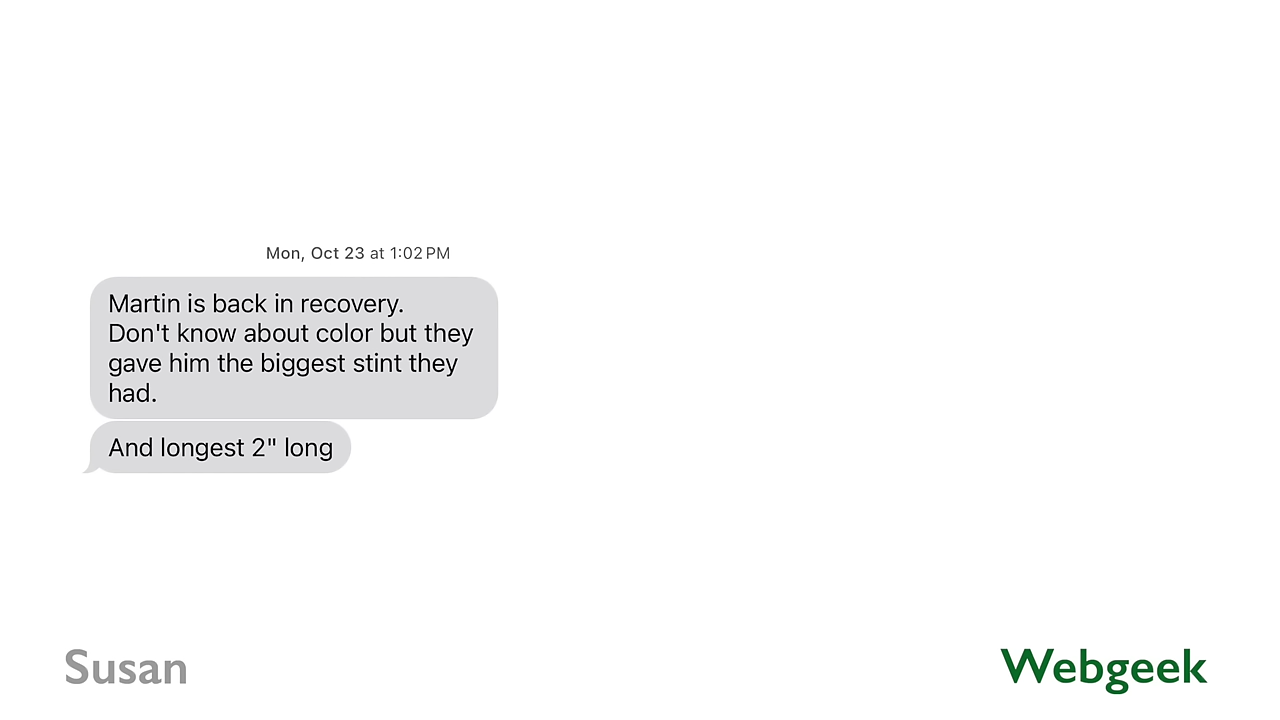 Mon, Oct 23 at 1:02 PM
Martin is back in recovery.
Don't know about color but they
gave him the biggest stint they
had.
And longest 2" long
Susan
Webgeek